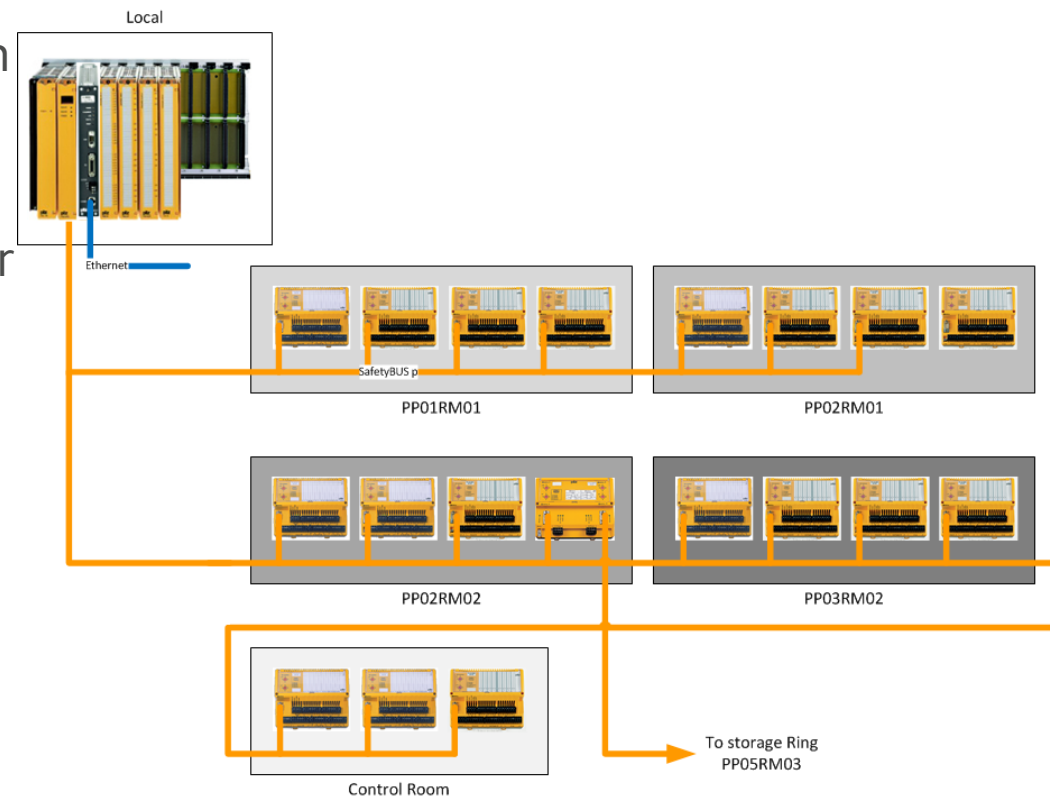 Local
n
r
Ethernet
SafetyBUS p
PP01RM01
PP02RM01
PP02RM02
PP03RM02
To storage Ring
PP05RM03
Control Room